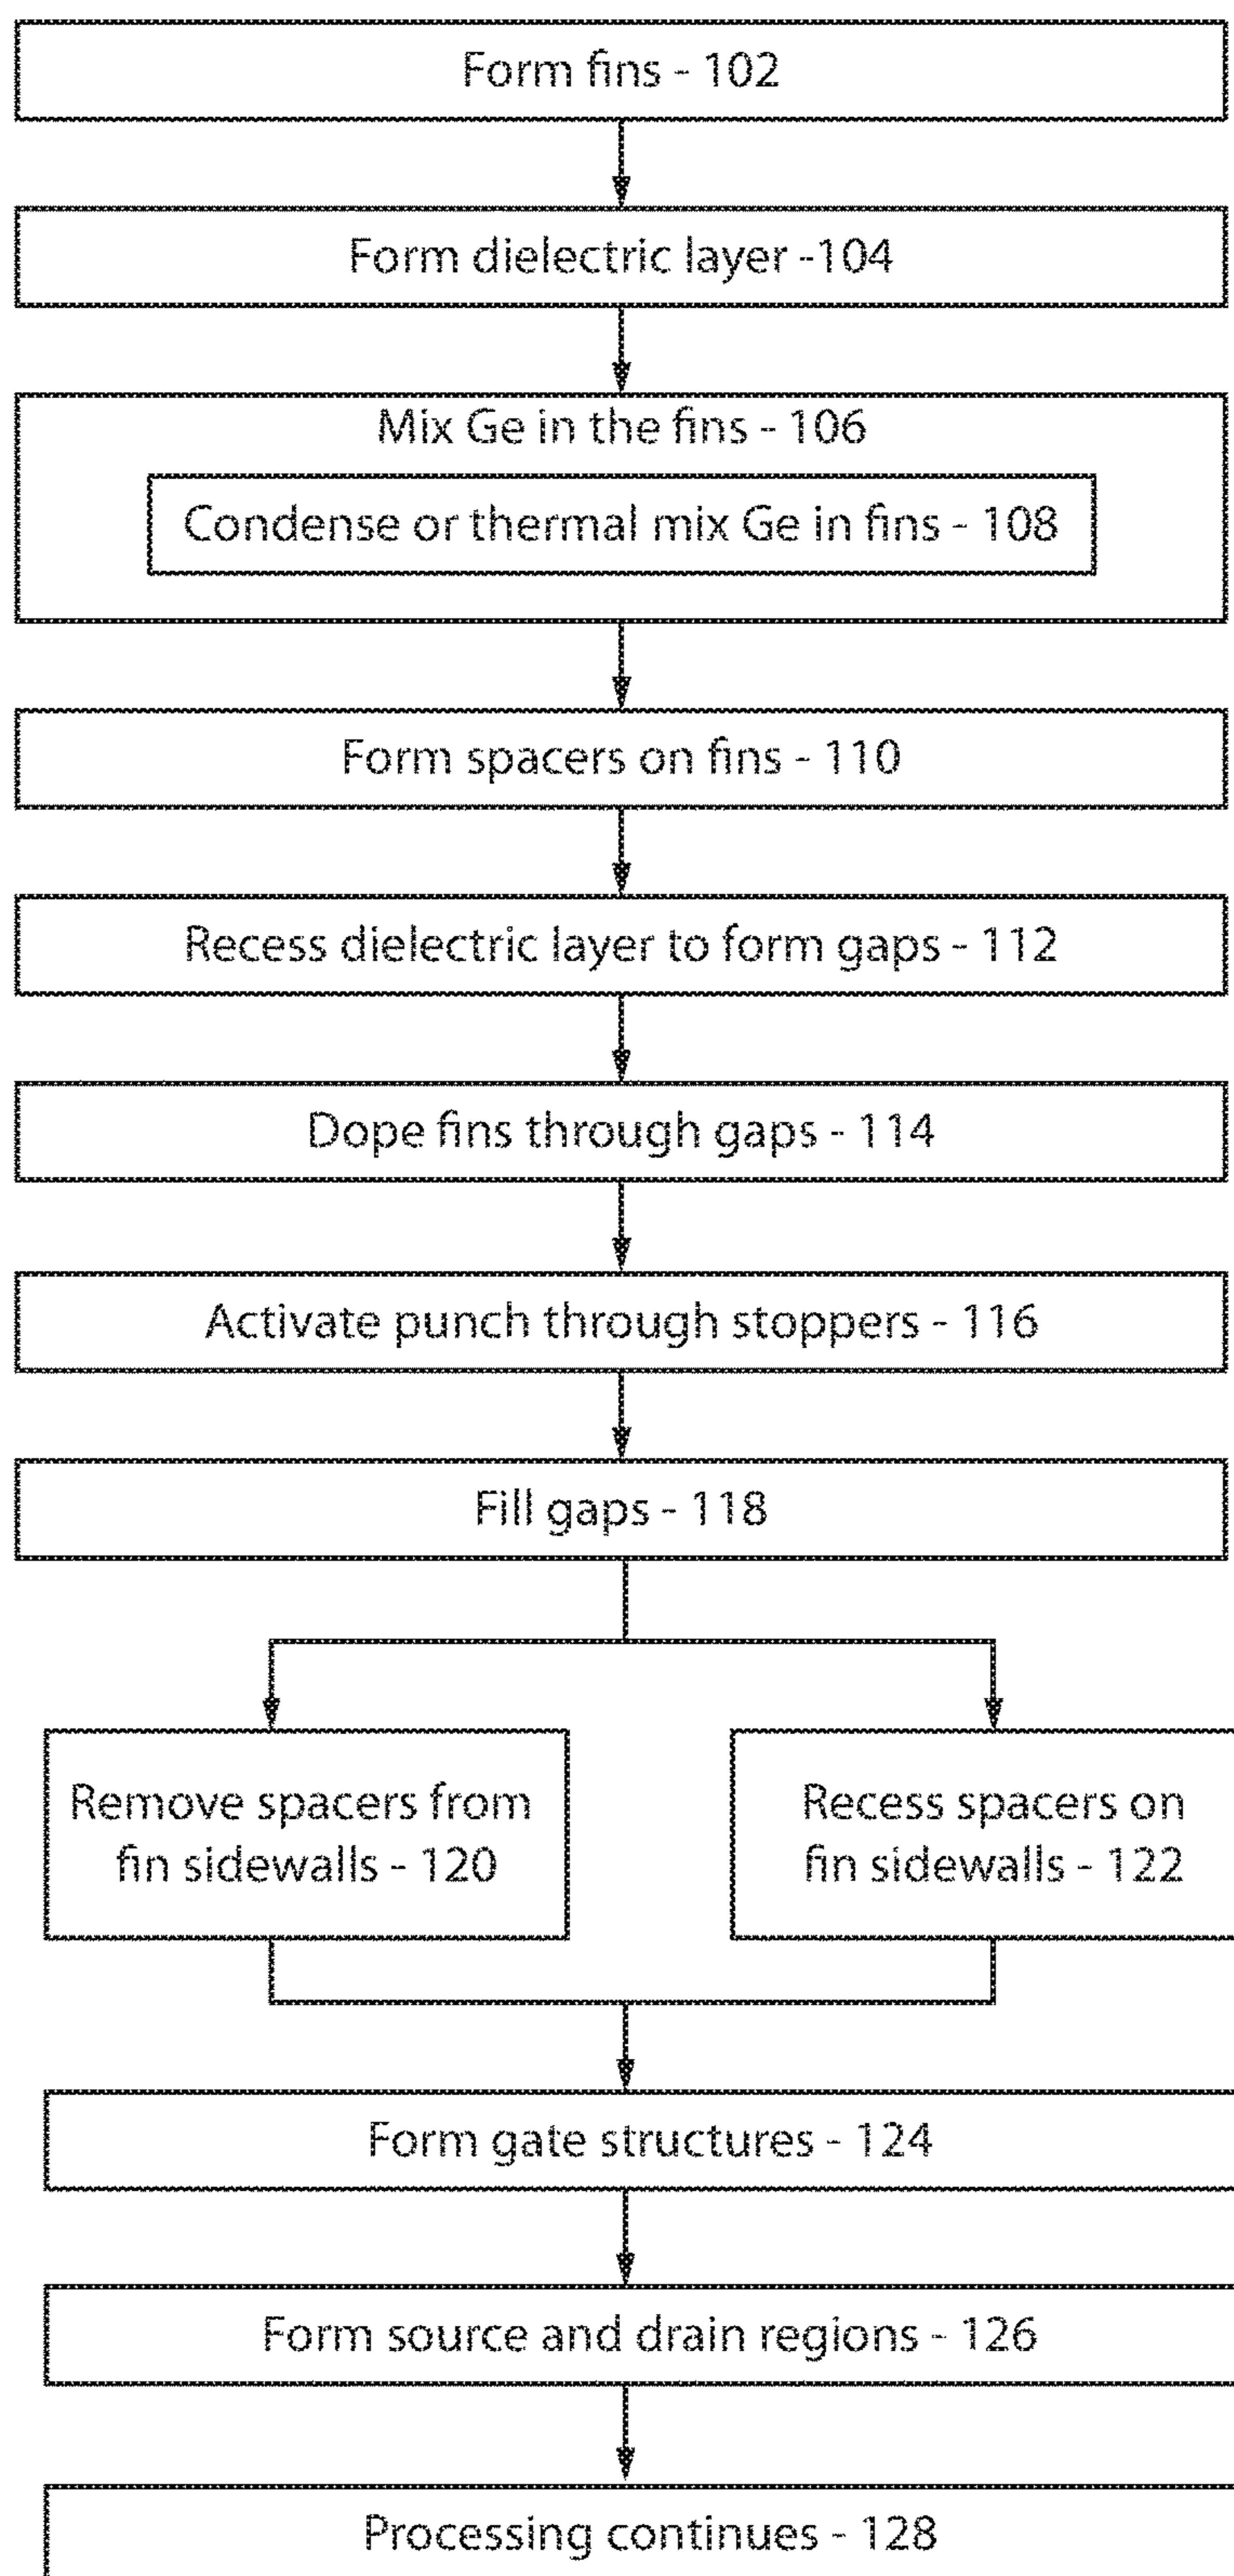 Form fins - 102
Form dielectric layer -104
Mix Ge in the fins - 106
Condense or thermal mix Ge in fins - 108
Form spacers on fins - 110
Recess dielectric layer to form gaps - 112
Dope fins through gaps - 114
Activate punch through stoppers - 116
Fill gaps - 118
Remove spacers from
fin sidewalls - 120
Recess spacers on
fin sidewalls - 122
Form gate structures - 124
Form source and drain regions - 126
Processing continues - 128